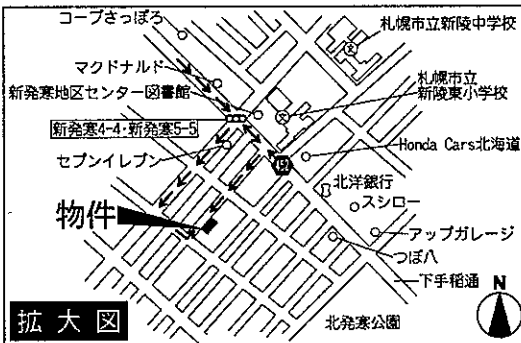 コープさっぽろ
札幌市立新陵中学校
マクドナルド
新発寒地区センター図書館
札幌市立
新陵東小学校
新発寒4-4・新発寒5-5
セブンイレブン
Honda Cars北海道
北洋銀行
スシロー
物件
アップガレージ
つぼ八
下手稲通
北発寒公園
N
拡大図